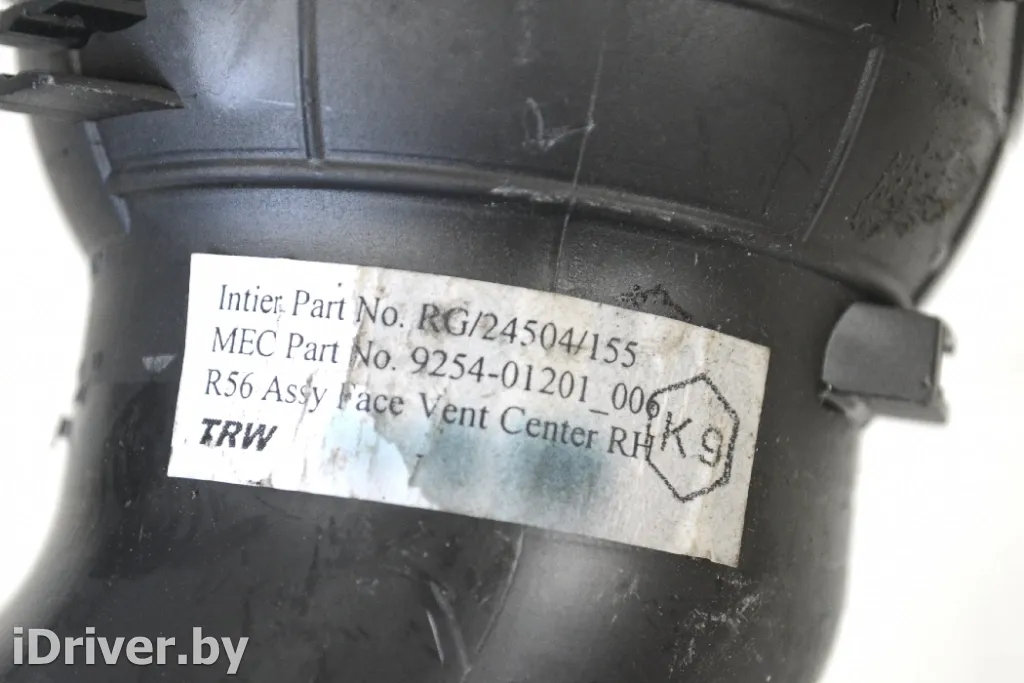 Intier Part No. RG/24504/155
MEC Part No. 9254-01201_006
R56 Assy Face Vent Center RH
TRW
K9
iDriver.by